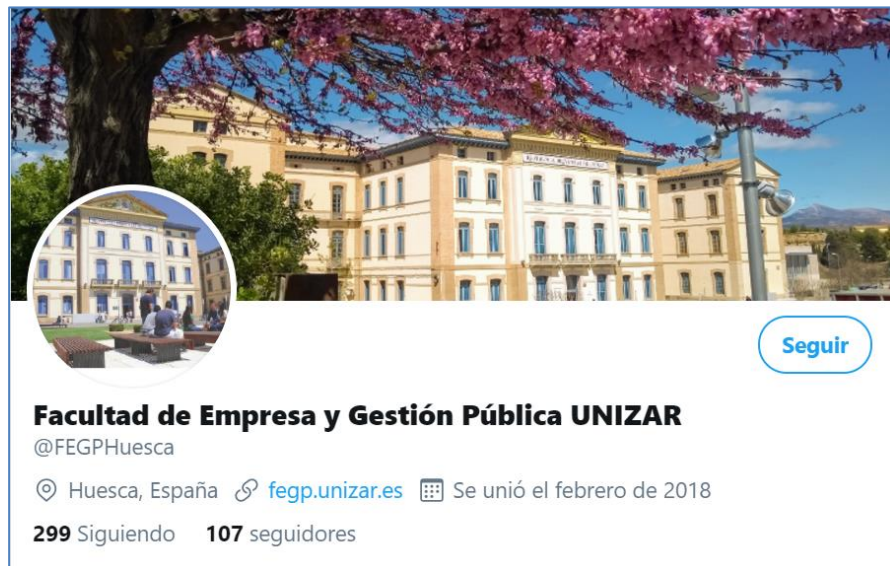 Seguir
Facultad de Empresa y Gestión Pública UNIZAR
@FEGPHuesca
Huesca, España fegp.unizar.es Se unió el febrero de 2018
299 Siguiendo 107 seguidores